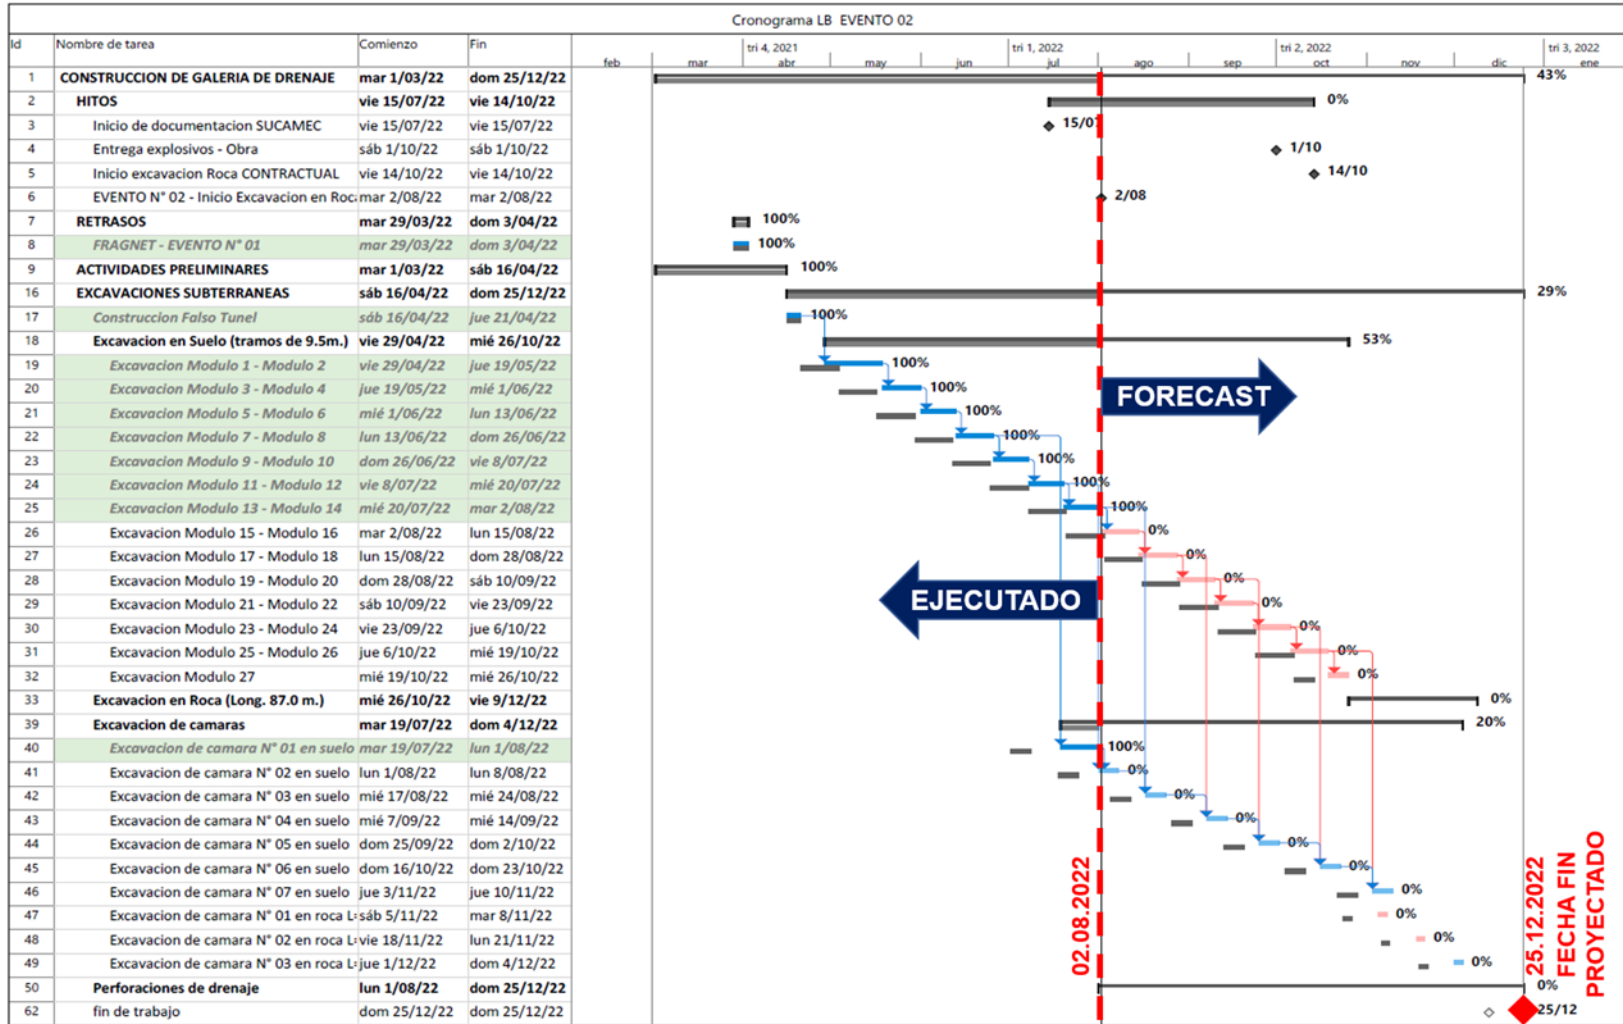 Cronograma LB EVENTO 02
Id Nombre de tarea Comienzo Fin
tri 4, 2021 tri 1, 2022 tri 2, 2022 tri 3, 2022
feb mar abr may jun jul ago sep oct nov dic ene
1 CONSTRUCCION DE GALERIA DE DRENAJE mar 1/03/22 dom 25/12/22 43%
2 HITOS vie 15/07/22 vie 14/10/22 0%
3 Inicio de documentacion SUCAMEC vie 15/07/22 vie 15/07/22 15/07
4 Entrega explosivos - Obra sáb 1/10/22 sáb 1/10/22 1/10
5 Inicio excavacion Roca CONTRACTUAL vie 14/10/22 vie 14/10/22 14/10
6 EVENTO N° 02 - Inicio Excavacion en Roca mar 2/08/22 mar 2/08/22 2/08
7 RETRASOS mar 29/03/22 dom 3/04/22 100%
8 FRAGNET - EVENTO N° 01 mar 29/03/22 dom 3/04/22 100%
9 ACTIVIDADES PRELIMINARES mar 1/03/22 sáb 16/04/22 100%
16 EXCAVACIONES SUBTERRANEAS sáb 16/04/22 dom 25/12/22 29%
17 Construccion Falso Tunel sáb 16/04/22 jue 21/04/22 100%
18 Excavacion en Suelo (tramos de 9.5m.) vie 29/04/22 mié 26/10/22 53%
19 Excavacion Modulo 1 - Modulo 2 vie 29/04/22 jue 19/05/22 100%
20 Excavacion Modulo 3 - Modulo 4 jue 19/05/22 mié 1/06/22 100%
FORECAST
21 Excavacion Modulo 5 - Modulo 6 mié 1/06/22 lun 13/06/22 100%
22 Excavacion Modulo 7 - Modulo 8 lun 13/06/22 dom 26/06/22 100%
23 Excavacion Modulo 9 - Modulo 10 dom 26/06/22 vie 8/07/22 100%
24 Excavacion Modulo 11 - Modulo 12 vie 8/07/22 mié 20/07/22 100%
25 Excavacion Modulo 13 - Modulo 14 mié 20/07/22 mar 2/08/22 100%
26 Excavacion Modulo 15 - Modulo 16 mar 2/08/22 lun 15/08/22 0%
27 Excavacion Modulo 17 - Modulo 18 lun 15/08/22 dom 28/08/22 0%
28 Excavacion Modulo 19 - Modulo 20 dom 28/08/22 sáb 10/09/22 0%
EJECUTADO
29 Excavacion Modulo 21 - Modulo 22 sáb 10/09/22 vie 23/09/22 0%
30 Excavacion Modulo 23 - Modulo 24 vie 23/09/22 jue 6/10/22 0%
31 Excavacion Modulo 25 - Modulo 26 jue 6/10/22 mié 19/10/22 0%
32 Excavacion Modulo 27 mié 19/10/22 mié 26/10/22 0%
33 Excavacion en Roca (Long. 87.0 m.) mié 26/10/22 vie 9/12/22 0%
39 Excavacion de camaras mar 19/07/22 dom 4/12/22 20%
40 Excavacion de camara N° 01 en suelo mar 19/07/22 lun 1/08/22 100%
41 Excavacion de camara N° 02 en suelo lun 1/08/22 lun 8/08/22 0%
42 Excavacion de camara N° 03 en suelo mié 17/08/22 mié 24/08/22 0%
43 Excavacion de camara N° 04 en suelo mié 7/09/22 mié 14/09/22 0%
44 Excavacion de camara N° 05 en suelo dom 25/09/22 dom 2/10/22 0%
45 Excavacion de camara N° 06 en suelo dom 16/10/22 dom 23/10/22 0%
46 Excavacion de camara N° 07 en suelo jue 3/11/22 jue 10/11/22 0%
47 Excavacion de camara N° 01 en roca L= sáb 5/11/22 mar 8/11/22 0%
48 Excavacion de camara N° 02 en roca L= vie 18/11/22 lun 21/11/22 0%
49 Excavacion de camara N° 03 en roca L= jue 1/12/22 dom 4/12/22 0%
50 Perforaciones de drenaje lun 1/08/22 dom 25/12/22 0%
62 fin de trabajo dom 25/12/22 dom 25/12/22 25/12
02.08.2022
25.12.2022
FECHA FIN
PROYECTADO